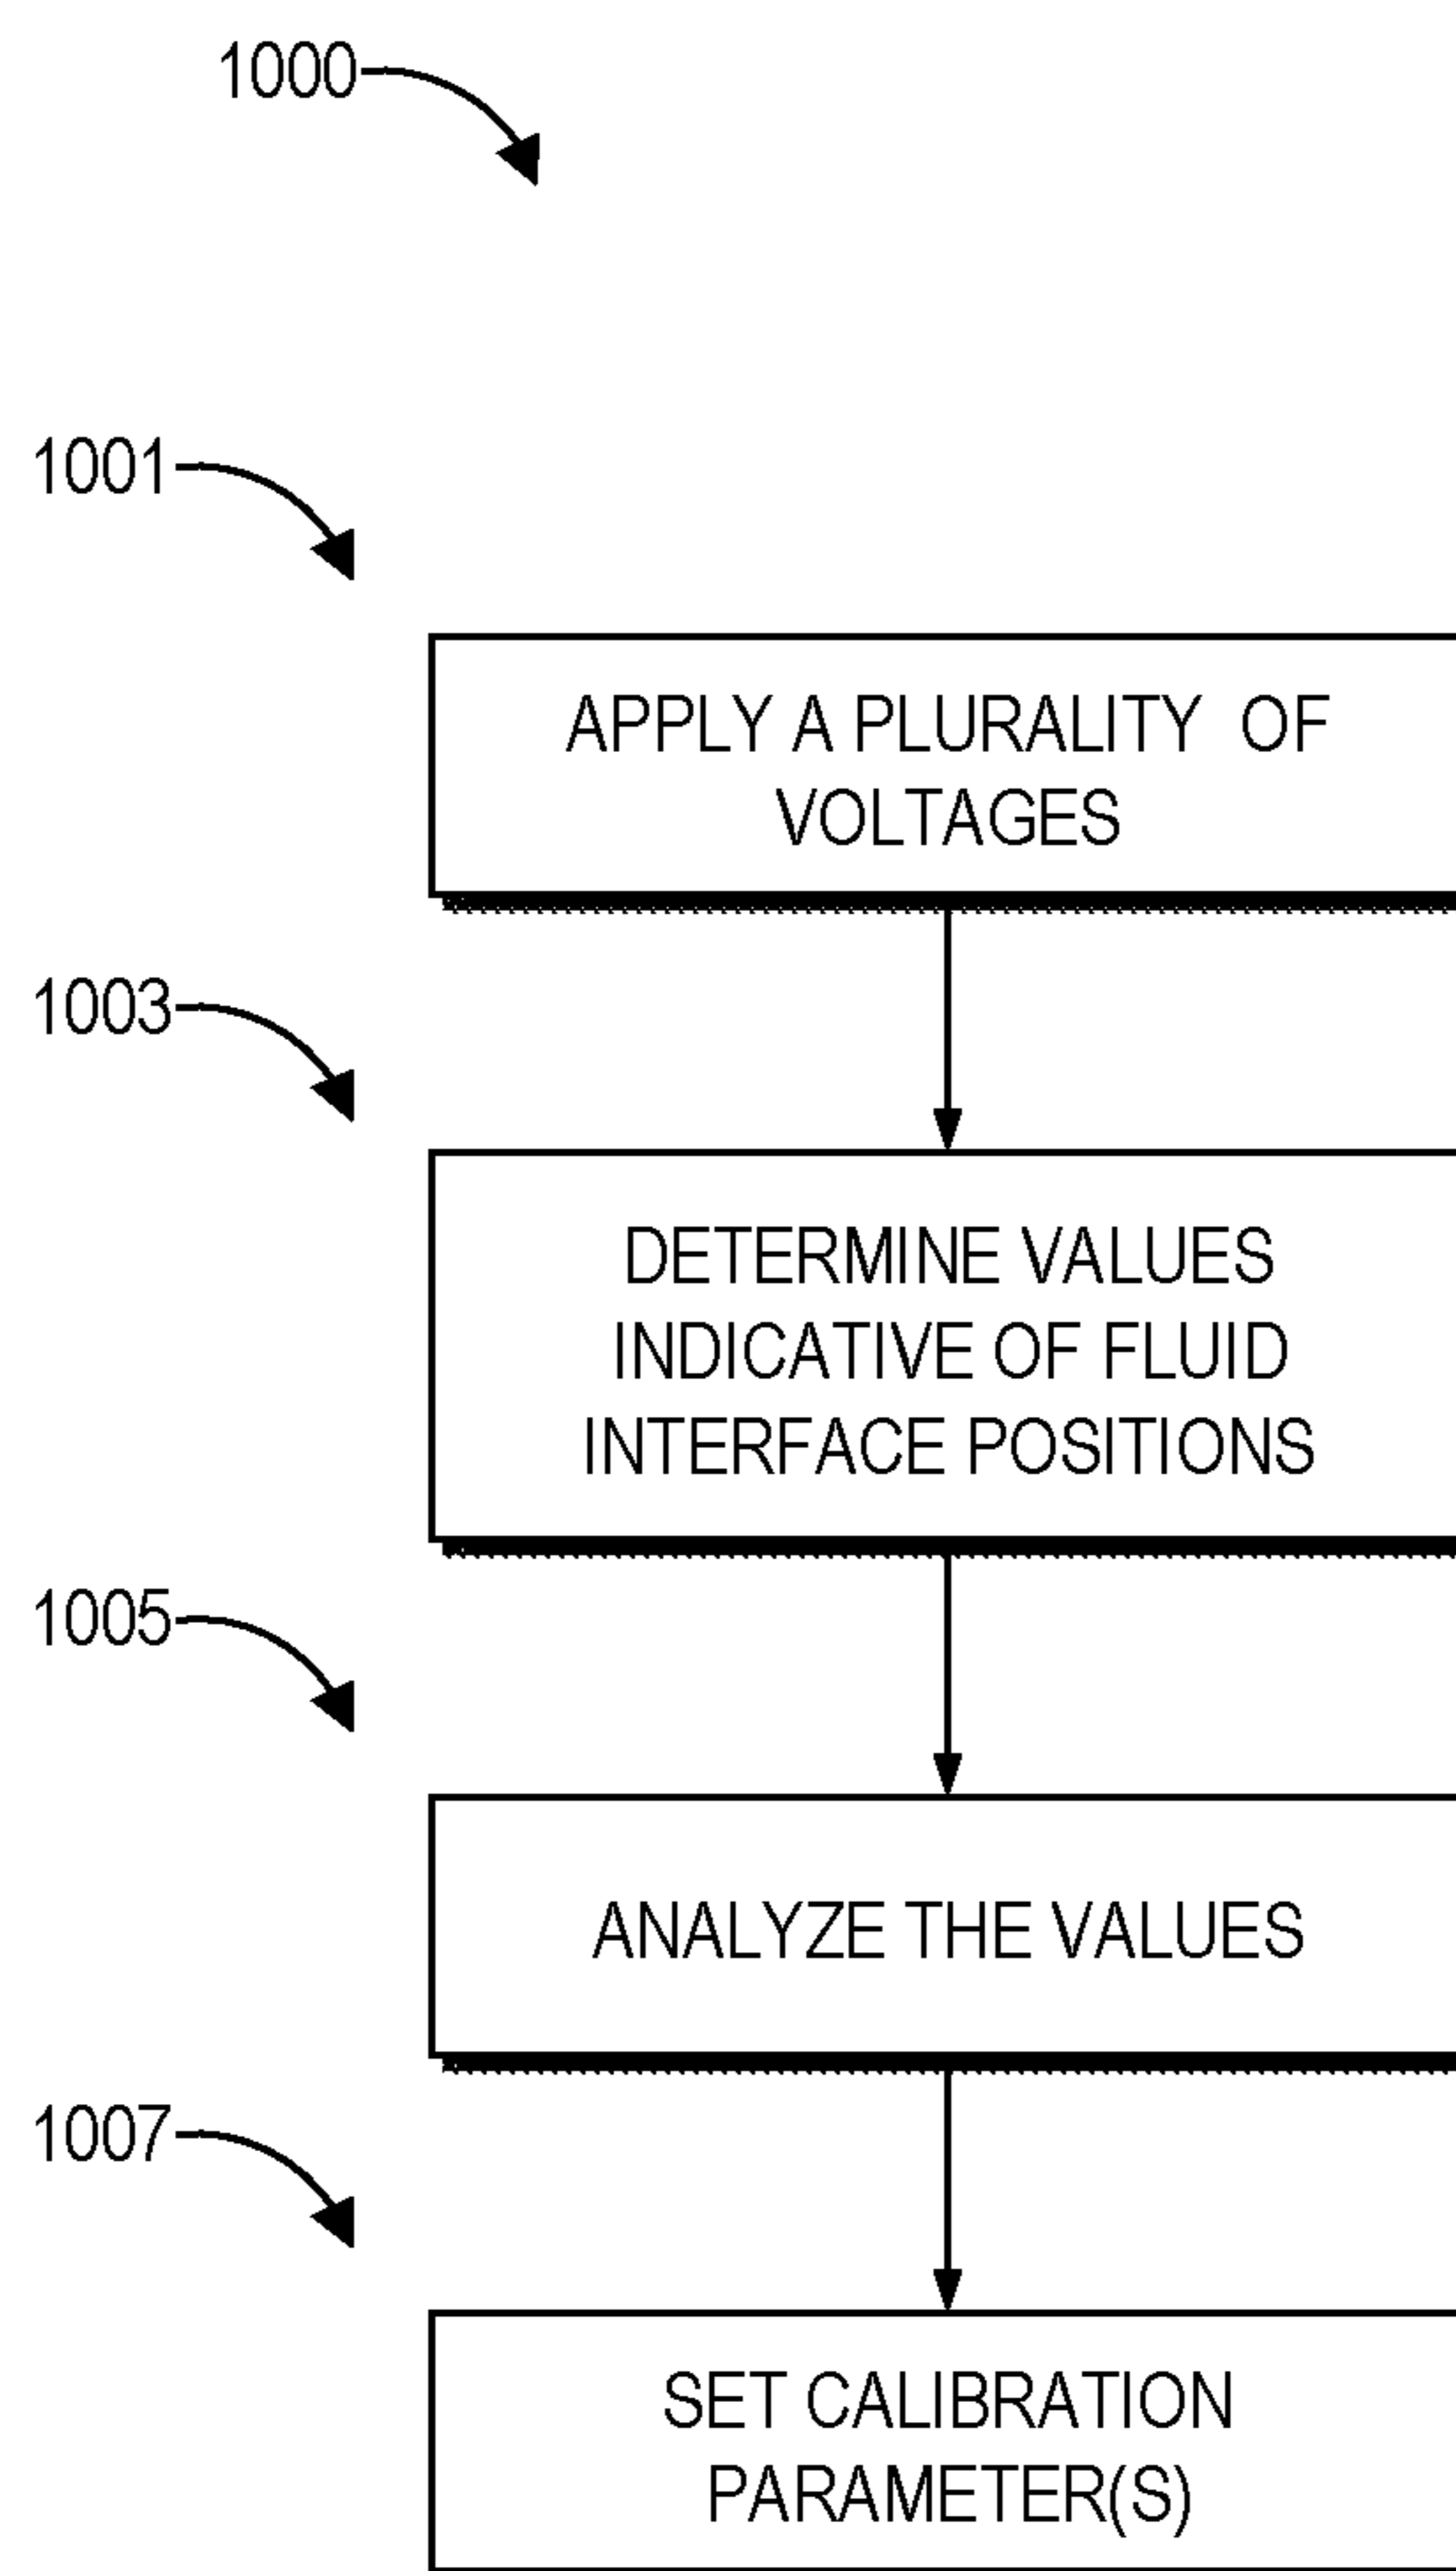 1000
1001
APPLY A PLURALITY OF
VOLTAGES
1003
DETERMINE VALUES
INDICATIVE OF FLUID
INTERFACE POSITIONS
1005
ANALYZE THE VALUES
1007
SET CALIBRATION
PARAMETER(S)